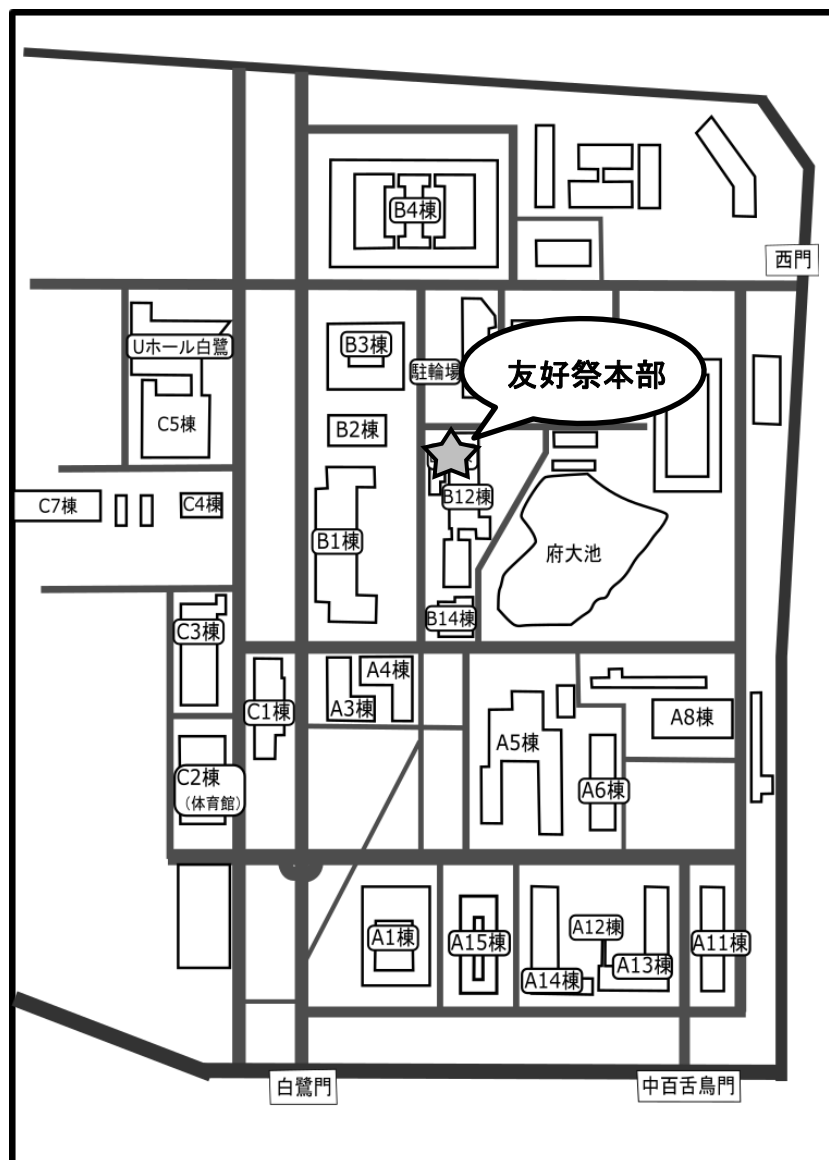 B4棟
西門
Uホール白鷺
B3棟
駐輪場
友好祭本部
C5棟
B2棟
C7棟
C4棟
B12棟
B1棟
府大池
B14棟
C3棟
A4棟
A3棟
C1棟
A8棟
A5棟
C2棟
(体育館)
A6棟
A1棟
A15棟
A12棟
A11棟
A14棟
A13棟
白鷺門
中百舌鳥門